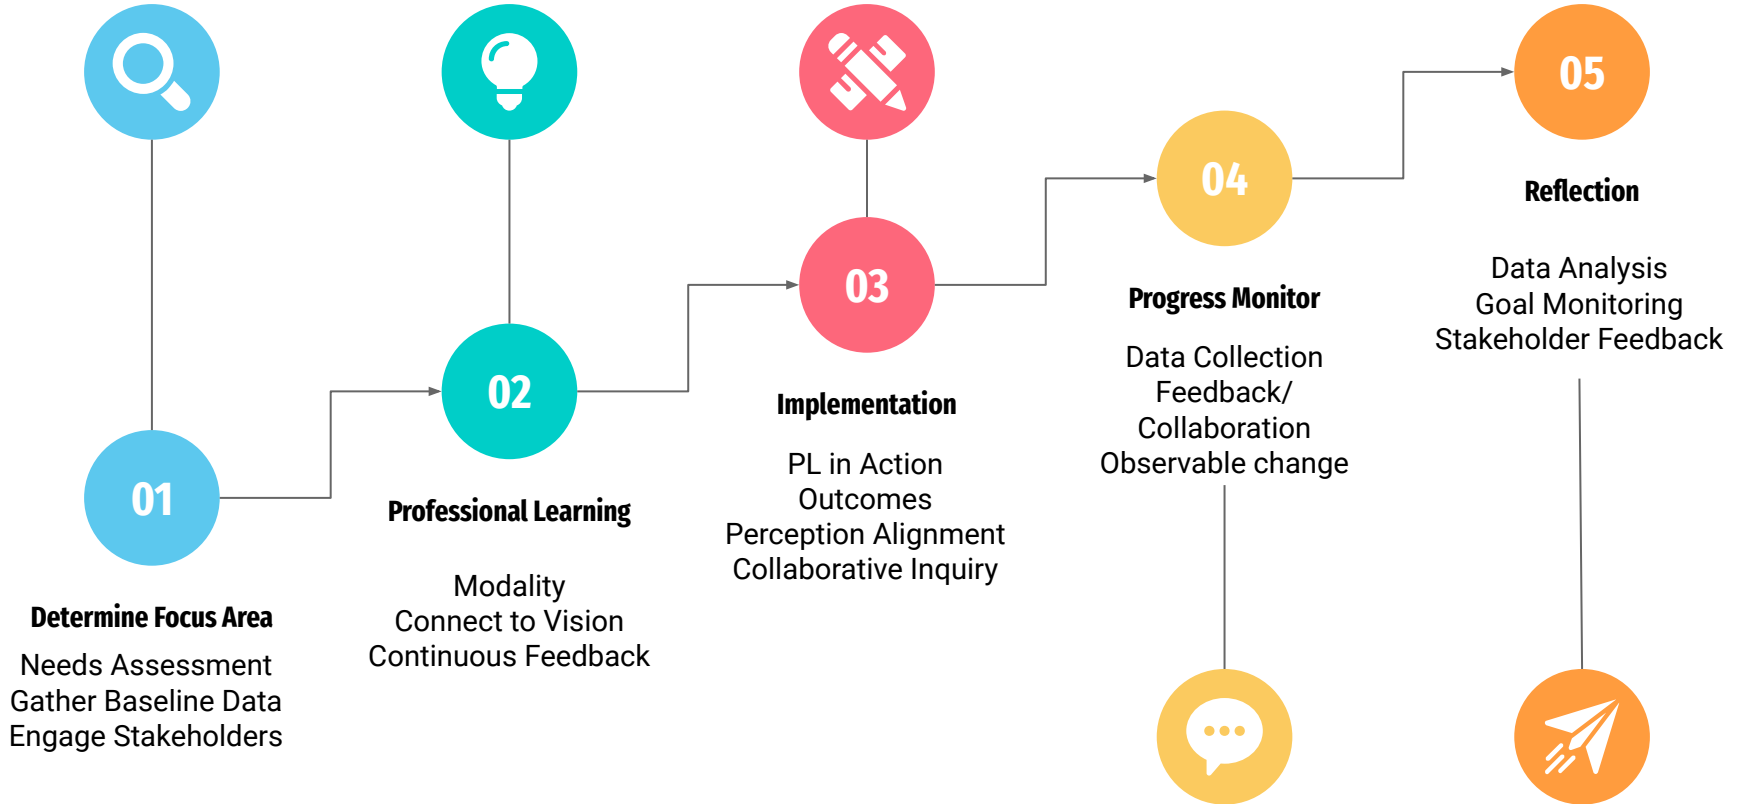 01
Determine Focus Area
Needs Assessment
Gather Baseline Data
Engage Stakeholders
02
Professional Learning
Modality
Connect to Vision
Continuous Feedback
03
Implementation
PL in Action
Outcomes
Perception Alignment
Collaborative Inquiry
04
Progress Monitor
Data Collection
Feedback/
Collaboration
Observable change
05
Reflection
Data Analysis
Goal Monitoring
Stakeholder Feedback